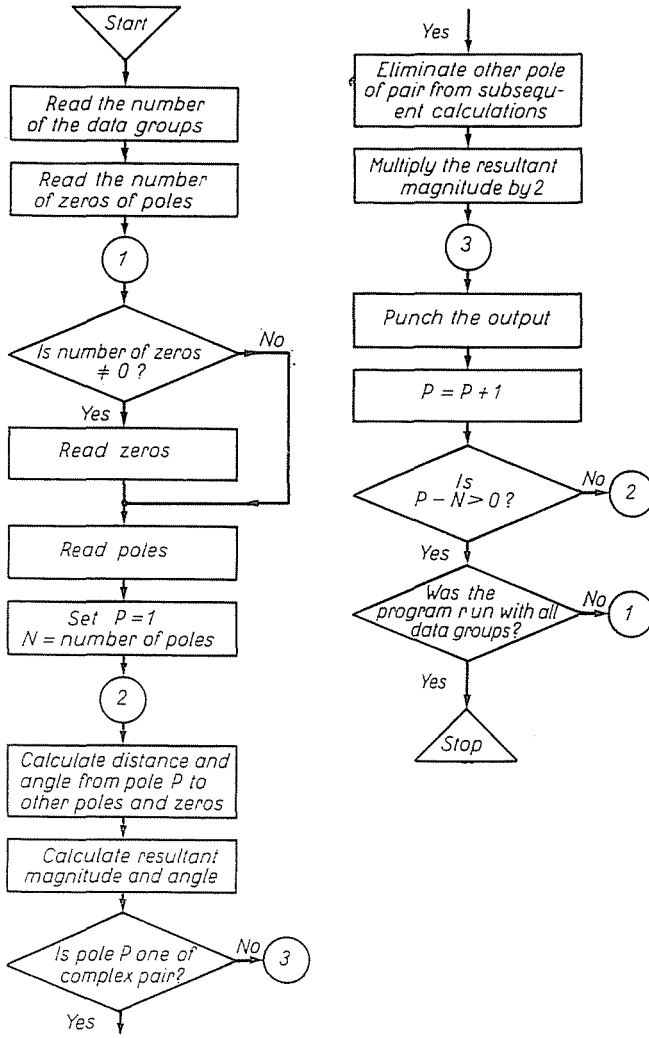 Start
Read the number
of the data groups
Read the number
of zeros of poles
1
Is number of zeros
≠ 0 ?
No
Yes
Read zeros
Read poles
Set P = 1
N = number of poles
2
Calculate distance and
angle from pole P to
other poles and zeros
Calculate resultant
magnitude and angle
Is pole P one of
complex pair?
No
3
Yes
Yes
Eliminate other pole
of pair from subsequ-
ent calculations
Multiply the resultant
magnitude by 2
3
Punch the output
P = P + 1
Is
P - N > 0 ?
No
2
Yes
Was the
program run with all
data groups?
No
1
Yes
Stop